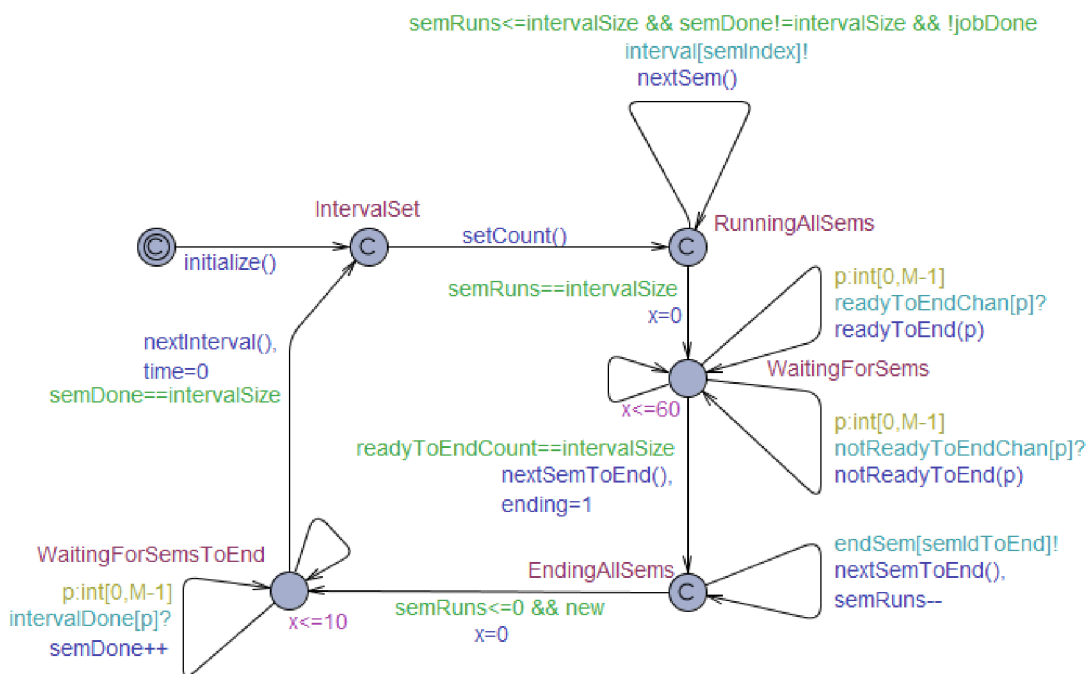 semRuns<=intervalSize && semDone!=intervalSize && !jobDone
interval[semIndex]!
nextSem()
IntervalSet
RunningAllSems
C
C
C
setCount()
initialize()
semRuns==intervalSize
x=0
p:int[0,M-1]
readyToEndChan[p]?
readyToEnd(p)
nextInterval(),
time=0
semDone==intervalSize
WaitingForSems
x<=60
p:int[0,M-1]
notReadyToEndChan[p]?
notReadyToEnd(p)
readyToEndCount==intervalSize
nextSemToEnd(),
ending=1
WaitingForSemsToEnd
EndingAllSems
C
endSem[semIdToEnd]!
nextSemToEnd(),
semRuns--
p:int[0,M-1]
intervalDone[p]?
semDone++
x<=10
semRuns<=0 && new
x=0